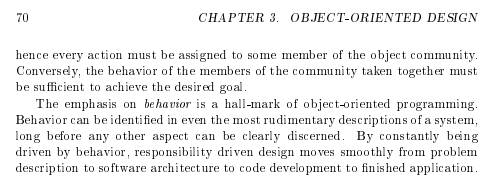 70 CHAPTER 3. OBJECT-ORIENTED DESIGN
hence every action must be assigned to some member of the object community.
Conversely, the behavior of the members of the community taken together must
be sufficient to achieve the desired goal.
The emphasis on behavior is a hall-mark of object-oriented programming.
Behavior can be identified in even the most rudimentary descriptions of a system,
long before any other aspect can be clearly discerned. By constantly being
driven by behavior, responsibility driven design moves smoothly from problem
description to software architecture to code development to finished application.